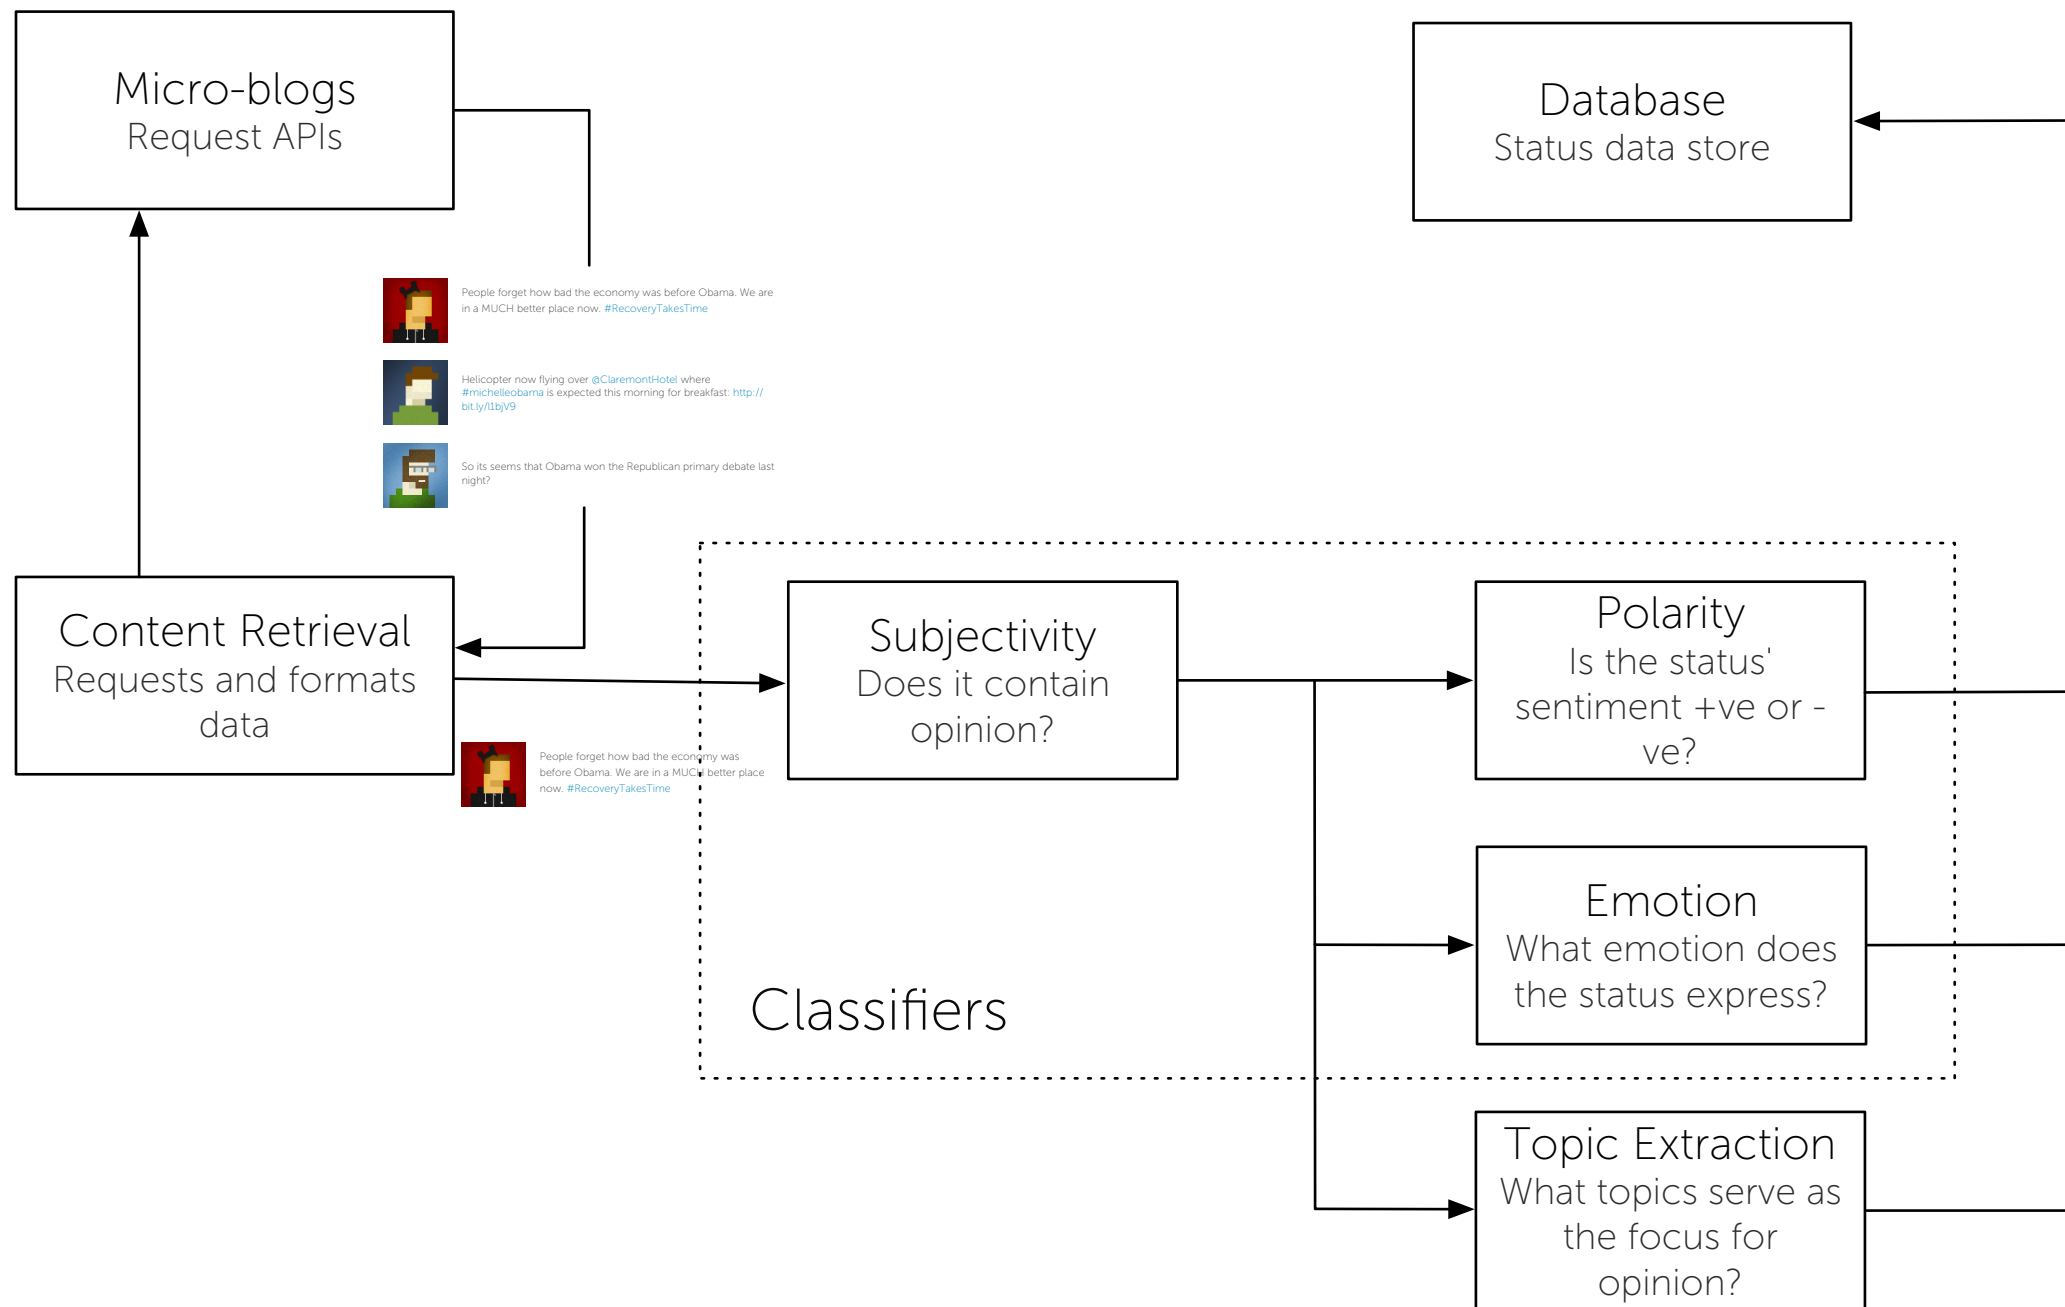 Micro-blogs
Request APIs
Database
Status data store
People forget how bad the economy was before Obama. We are
in a MUCH better place now. #RecoveryTakesTime
Helicopter now flying over @ClaremontHotel where
#michelleobama is expected this morning for breakfast: http://
bit.ly/l1bjV9
So its seems that Obama won the Republican primary debate last
night?
Content Retrieval
Requests and formats
data
People forget how bad the economy was
before Obama. We are in a MUCH better place
now. #RecoveryTakesTime
Subjectivity
Does it contain
opinion?
Polarity
Is the status'
sentiment +ve or -
ve?
Emotion
What emotion does
the status express?
Classifiers
Topic Extraction
What topics serve as
the focus for
opinion?